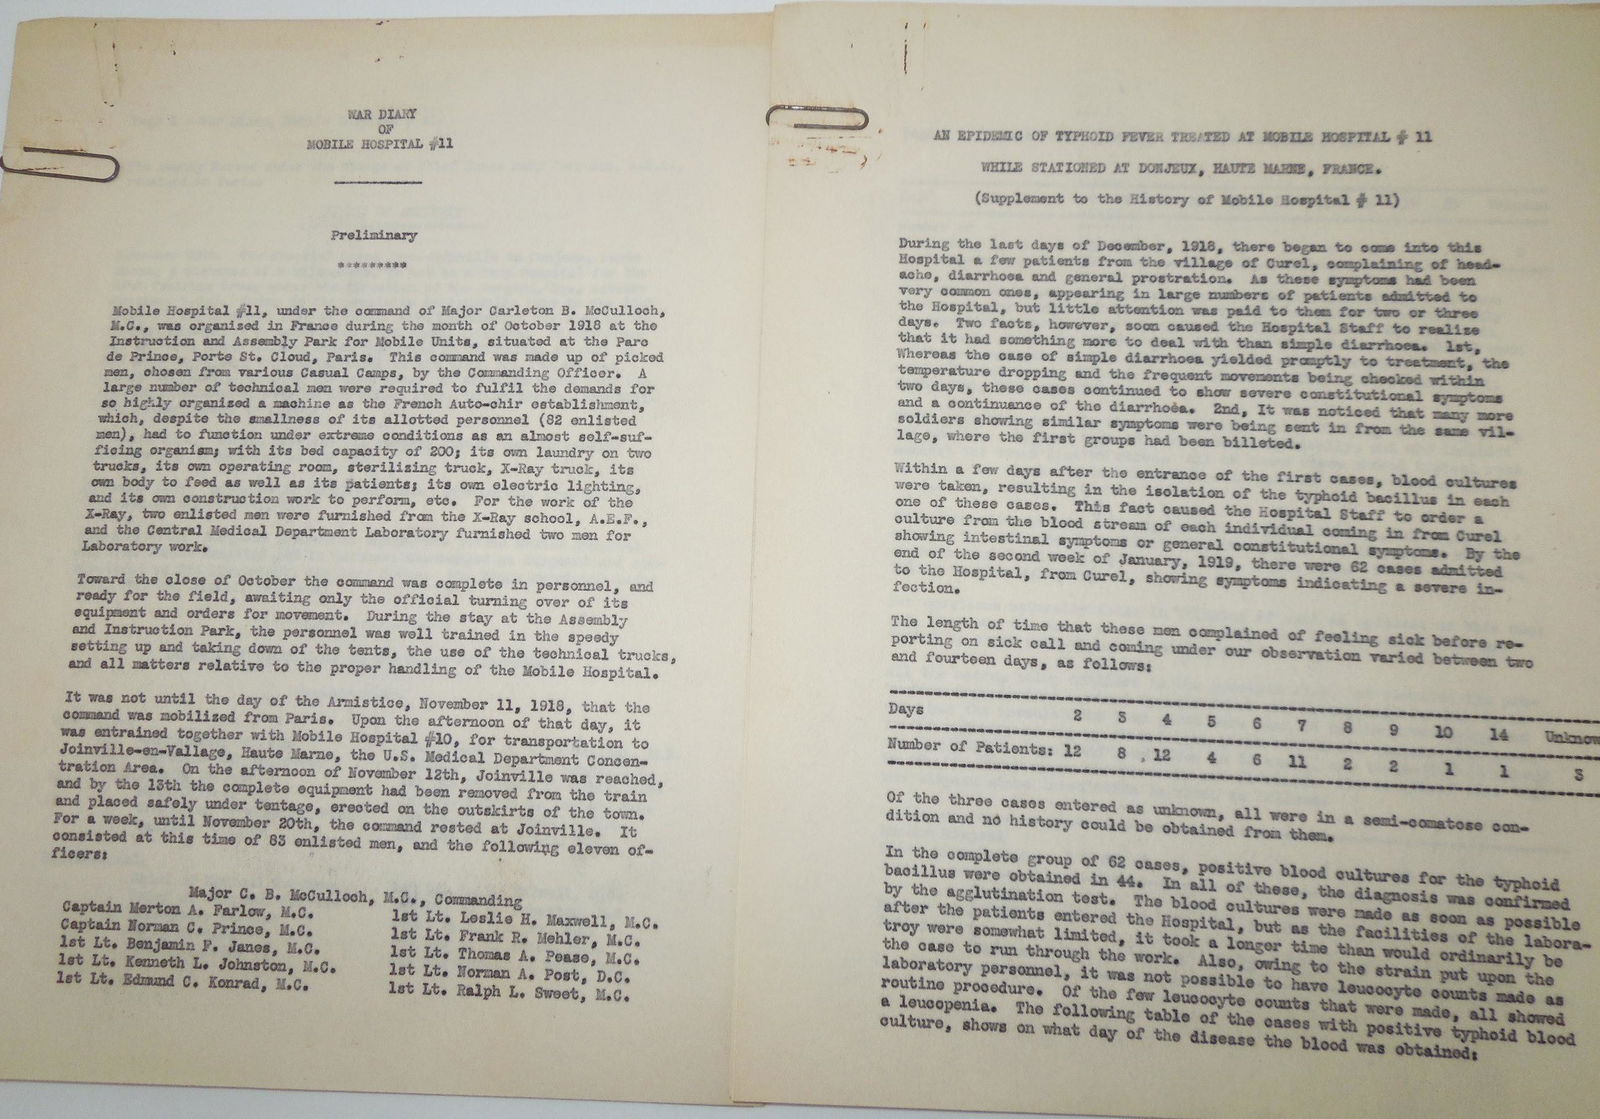 WAR DIARY
OF
MOBILE HOSPITAL #11
Preliminary
*********
Mobile Hospital #11, under the command of Major Carleton B. McCulloch,
M.C., was organized in France during the month of October 1918 at the
Instruction and Assembly Park for Mobile Units, situated at the Parc
de Prince, Porte St. Cloud, Paris. This command was made up of picked
men, chosen from various Casual Camps, by the Commanding Officer. A
large number of technical men were required to fulfil the demands for
so highly organized a machine as the French Auto-chir establishment,
which, despite the smallness of its allotted personnel (82 enlisted
men), had to function under extreme conditions as an almost self-suf-
ficing organism; with its bed capacity of 200; its own laundry on two
trucks, its own operating room, sterilizing truck, X-Ray truck, its
own body to feed as well as its patients; its own electric lighting,
and its own construction work to perform, etc. For the work of the
X-Ray, two enlisted men were furnished from the X-Ray school, A.E.F.,
and the Central Medical Department Laboratory furnished two men for
Laboratory work.
Toward the close of October the command was complete in personnel, and
ready for the field, awaiting only the official turning over of its
equipment and orders for movement. During the stay at the Assembly
and Instruction Park, the personnel was well trained in the speedy
setting up and taking down of the tents, the use of the technical trucks,
and all matters relative to the proper handling of the Mobile Hospital.
It was not until the day of the Armistice, November 11, 1918, that the
command was mobilized from Paris. Upon the afternoon of that day, it
was entrained together with Mobile Hospital #10, for transportation to
Joinville-en-Vallage, Haute Marne, the U.S. Medical Department Concen-
tration Area. On the afternoon of November 12th, Joinville was reached,
and by the 13th the complete equipment had been removed from the train
and placed safely under tentage, erected on the outskirts of the town.
For a week, until November 20th, the command rested at Joinville. It
consisted at this time of 83 enlisted men, and the following eleven of-
ficers:
Major C. B. McCulloch, M.C., Commanding
Captain Merton A. Farlow, M.C. 1st Lt. Leslie H. Maxwell, M.C.
Captain Norman C. Prince, M.C. 1st Lt. Frank R. Mehler, M.C.
1st Lt. Benjamin F. Janes, M.C. 1st Lt. Thomas A. Pease, M.C.
1st Lt. Kenneth L. Johnston, M.C. 1st Lt. Norman A. Post, D.C.
1st Lt. Edmund C. Konrad, M.C. 1st Lt. Ralph L. Sweet, M.C.
AN EPIDEMIC OF TYPHOID FEVER TREATED AT MOBILE HOSPITAL # 11
WHILE STATIONED AT DONJEUX, HAUTE MARNE, FRANCE.
(Supplement to the History of Mobile Hospital # 11)
During the last days of December, 1918, there began to come into this
Hospital a few patients from the village of Curel, complaining of head-
ache, diarrhoea and general prostration. As these symptoms had been
very common ones, appearing in large numbers of patients admitted to
the Hospital, but little attention was paid to them for two or three
days. Two facts, however, soon caused the Hospital Staff to realize
that it had something more to deal with than simple diarrhoea. 1st,
Whereas the case of simple diarrhoea yielded promptly to treatment, the
temperature dropping and the frequent movements being checked within
two days, these cases continued to show severe constitutional symptoms
and a continuance of the diarrhoea. 2nd, It was noticed that many more
soldiers showing similar symptoms were being sent in from the same vil-
lage, where the first groups had been billeted.
Within a few days after the entrance of the first cases, blood cultures
were taken, resulting in the isolation of the typhoid bacillus in each
one of these cases. This fact caused the Hospital Staff to order a
culture from the blood stream of each individual coming in from Curel
showing intestinal symptoms or general constitutional symptoms. By the
end of the second week of January, 1919, there were 62 cases admitted
to the Hospital, from Curel, showing symptoms indicating a severe in-
fection.
The length of time that these men complained of feeling sick before re-
porting on sick call and coming under our observation varied between two
and fourteen days, as follows:
Days 2 3 4 5 6 7 8 9 10 14 Unknow
Number of Patients: 12 8 12 4 6 11 2 2 1 1 3
Of the three cases entered as unknown, all were in a semi-comatose con-
dition and no history could be obtained from them.
In the complete group of 62 cases, positive blood cultures for the typhoid
bacillus were obtained in 44. In all of these, the diagnosis was confirmed
by the agglutination test. The blood cultures were made as soon as possible
after the patients entered the Hospital, but as the facilities of the labora-
troy were somewhat limited, it took a longer time than would ordinarily be
the case to run through the work. Also, owing to the strain put upon the
laboratory personnel, it was not possible to have leucocyte counts made as
routine procedure. Of the few leucocyte counts that were made, all showed
a leucopenia. The following table of the cases with positive typhoid blood
culture, shows on what day of the disease the blood was obtained: